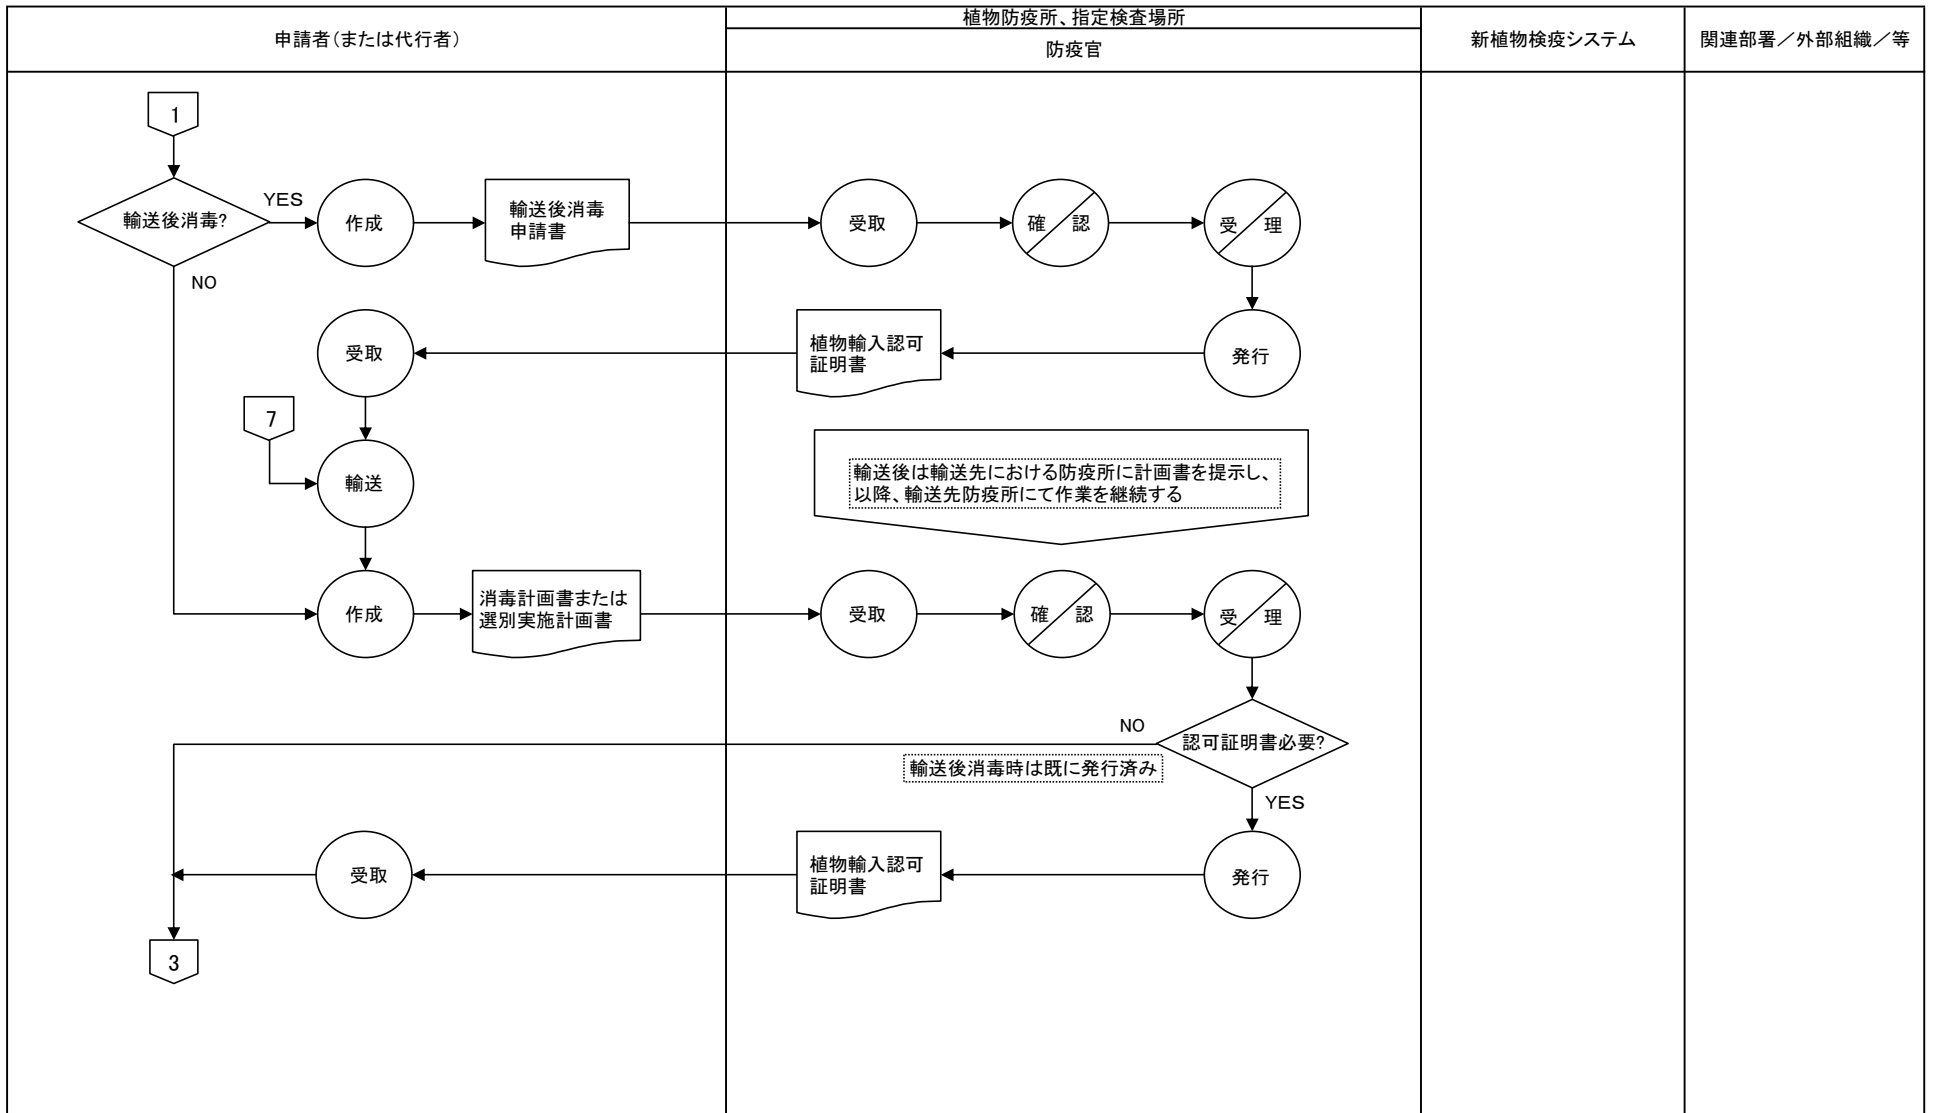 植物防疫所、指定検査場所
申請者(または代行者)
防疫官
新植物検疫システム
関連部署/外部組織/等
1
輸送後消毒?
YES
NO
作成
輸送後消毒
申請書
受取
確認
受理
受取
植物輸入認可
証明書
発行
7
輸送
輸送後は輸送先における防疫所に計画書を提示し、
以降、輸送先防疫所にて作業を継続する
作成
消毒計画書または
選別実施計画書
受取
確認
受理
NO
認可証明書必要?
輸送後消毒時は既に発行済み
YES
受取
植物輸入認可
証明書
発行
3